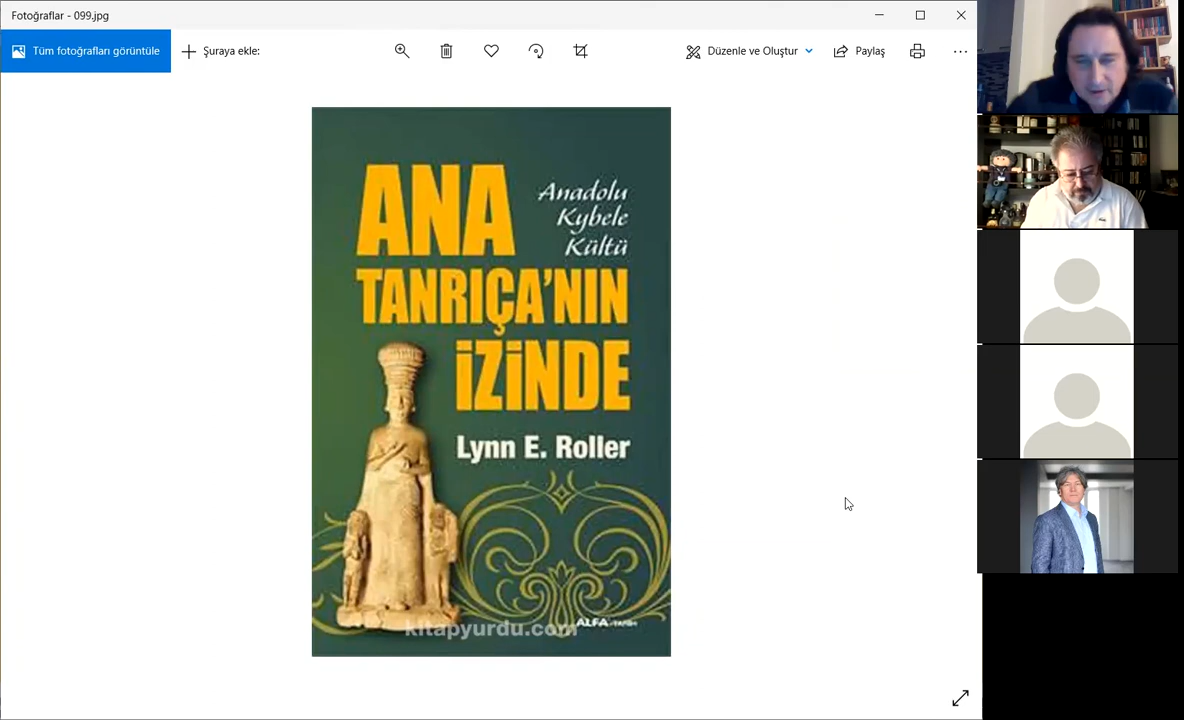 Fotoğraflar - 099.jpg
Tüm fotoğrafları görüntüle
Şuraya ekle:
Düzenle ve Oluştur
Paylaş
ANA
Anadolu
Kybele
Kültü
TANRIÇA'NIN
İZİNDE
Lynn E. Roller
kitapyurdu.com
ALFA